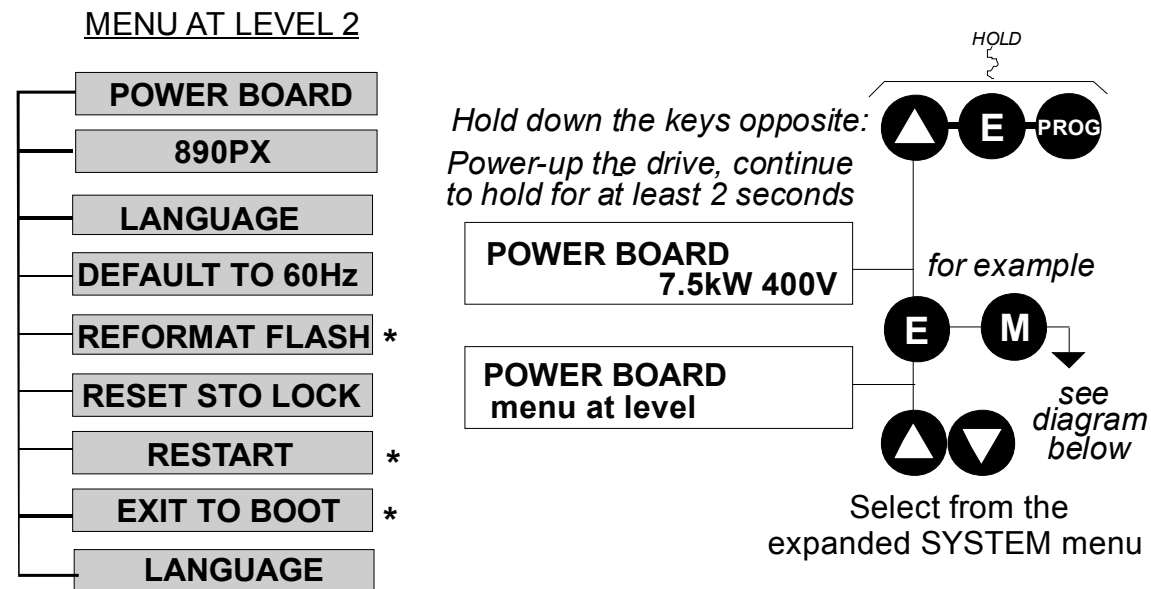 MENU AT LEVEL 2
POWER BOARD
890PX
LANGUAGE
DEFAULT TO 60Hz
REFORMAT FLASH *
RESET STO LOCK
RESTART *
EXIT TO BOOT *
LANGUAGE
HOLD
Hold down the keys opposite:
E
PROG
Power-up the drive, continue
to hold for at least 2 seconds
POWER BOARD
7.5kW 400V
for example
E
M
POWER BOARD
menu at level
see
diagram
below
Select from the
expanded SYSTEM menu